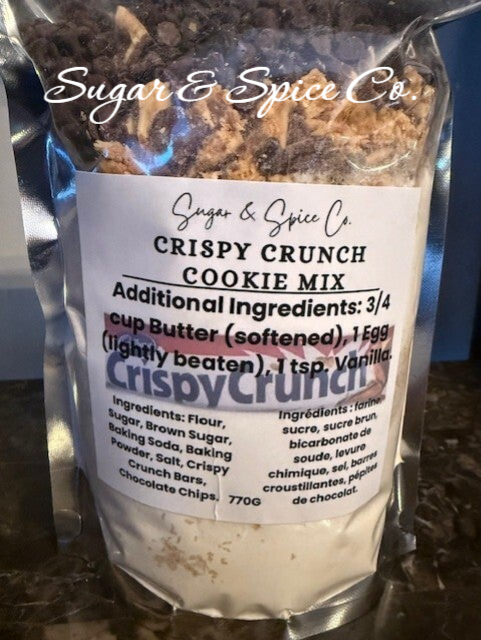 Sugar & Spice Co.
Sugar & Spice Co.
CRISPY CRUNCH
COOKIE MIX
Additional Ingredients: 3/4
cup Butter (softened), 1 Egg
(lightly beaten), 1 tsp. Vanilla.
CrispyCrunch
Ingredients: Flour,
Sugar, Brown Sugar,
Baking Soda, Baking
Powder, Salt, Crispy
Crunch Bars,
Chocolate Chips. 770G
Ingrédients : farine,
sucre, sucre brun,
bicarbonate de
soude, levure
chimique, sel, barres
croustillantes, pépites
de chocolat.